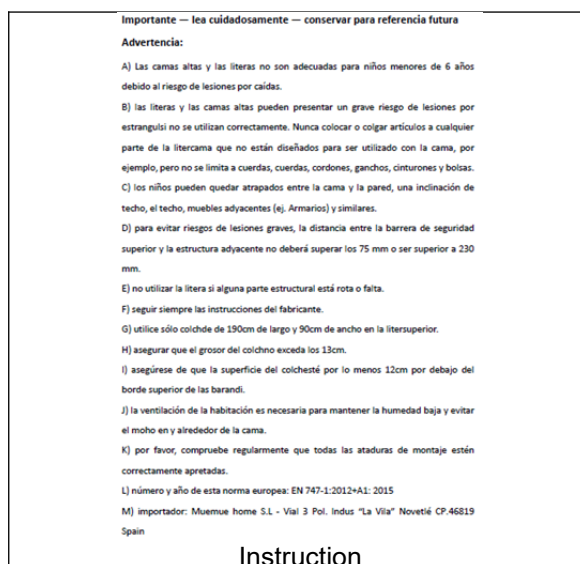 Importante — lea cuidadosamente — conservar para referencia futura
Advertencia:
A) Las camas altas y las literas no son adecuadas para niños menores de 6 años
debido al riesgo de lesiones por caídas.
B) las literas y las camas altas pueden presentar un grave riesgo de lesiones por
estrangulsi no se utilizan correctamente. Nunca colocar o colgar artículos a cualquier
parte de la litercama que no están diseñados para ser utilizado con la cama, por
ejemplo, pero no se limita a cuerdas, cuerdas, cordones, ganchos, cinturones y bolsas.
C) los niños pueden quedar atrapados entre la cama y la pared, una inclinación de
techo, el techo, muebles adyacentes (ej. Armarios) y similares.
D) para evitar riesgos de lesiones graves, la distancia entre la barrera de seguridad
superior y la estructura adyacente no deberá superar los 75 mm o ser superior a 230
mm.
E) no utilizar la litera si alguna parte estructural está rota o falta.
F) seguir siempre las instrucciones del fabricante.
G) utilice sólo colchde de 190cm de largo y 90cm de ancho en la litersuperior.
H) asegurar que el grosor del colchno exceda los 13cm.
I) asegúrese de que la superficie del colchesté por lo menos 12cm por debajo del
borde superior de las barandi.
J) la ventilación de la habitación es necesaria para mantener la humedad baja y evitar
el moho en y alrededor de la cama.
K) por favor, compruebe regularmente que todas las ataduras de montaje estén
correctamente apretadas.
L) número y año de esta norma europea: EN 747-1:2012+A1: 2015
M) importador: Muemue home S.L - Vial 3 Pol. Indus "La Vila" Novetlé CP.46819
Spain
Instruction